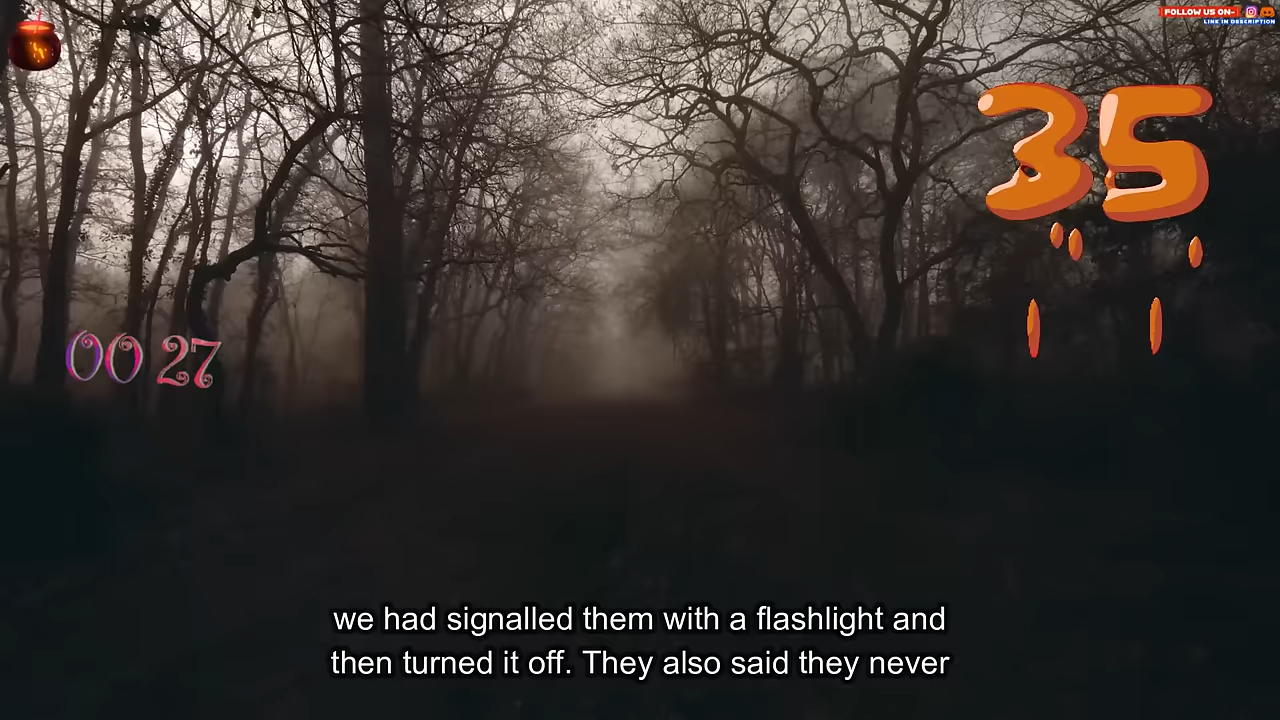 FOLLOW US ON-
LINK IN DESCRIPTION
35
00 27
we had signalled them with a flashlight and
then turned it off. They also said they never